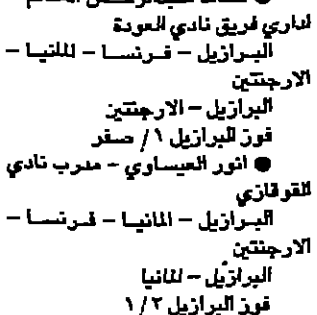 اداري فريق نادي العودة
البرازيل – فرنسا – المانيا –
الارجنتين
البرازيل – الارجنتين
فوز البرازيل ١ / صفر
● انور العيساوي – مدرب نادي
القوقازي
البرازيل – المانيا – فرنسا –
الارجنتين
البرازيل – المانيا
فوز البرازيل ٢ / ١